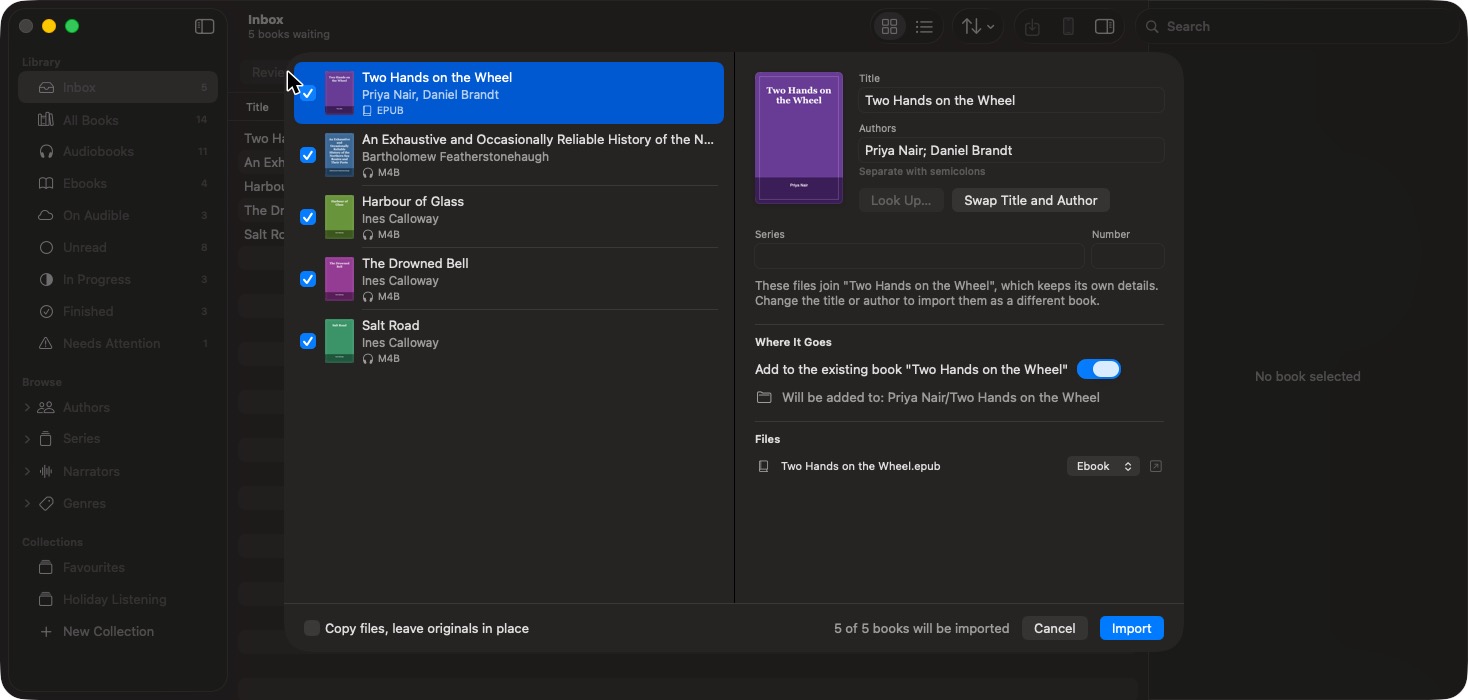 Inbox
5 books waiting
Search
Library
Inbox 6
All Books 14
Audiobooks 11
Ebooks 4
On Audible 3
Unread 8
In Progress 3
Finished 3
Needs Attention 1
Browse
Authors
Series
Narrators
Genres
Collections
Favourites
Holiday Listening
New Collection
Title
Two Ha
An Exh
Harbou
The Dr
Salt Ro
Two Hands on the Wheel
Priya Nair, Daniel Brandt
EPUB
An Exhaustive and Occasionally Reliable History of the N...
Bartholomew Featherstonehaugh
M4B
Harbour of Glass
Ines Calloway
M4B
The Drowned Bell
Ines Calloway
M4B
Salt Road
Ines Calloway
M4B
Two Hands on
the Wheel
Priya Nair
Title
Two Hands on the Wheel
Authors
Priya Nair; Daniel Brandt
Separate with semicolons
Look Up...
Swap Title and Author
Series
Number
These files join "Two Hands on the Wheel", which keeps its own details.
Change the title or author to import them as a different book.
Where It Goes
Add to the existing book "Two Hands on the Wheel"
Will be added to: Priya Nair/Two Hands on the Wheel
Files
Two Hands on the Wheel.epub
Ebook
No book selected
Copy files, leave originals in place
5 of 5 books will be imported
Cancel
Import